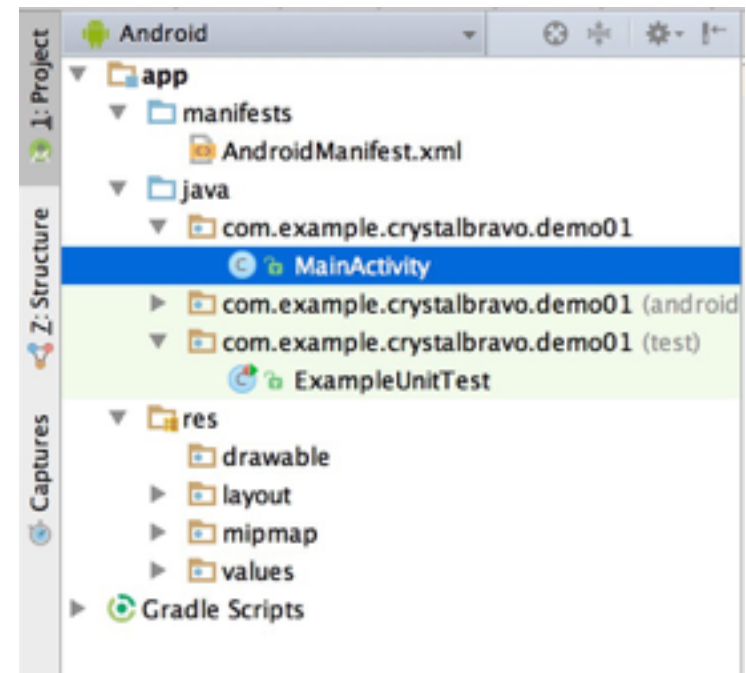 Android
app
manifests
AndroidManifest.xml
java
com.example.crystalbravo.demo01
MainActivity
com.example.crystalbravo.demo01 (android
com.example.crystalbravo.demo01 (test)
ExampleUnitTest
res
drawable
layout
mipmap
values
Gradle Scripts
1: Project
Z: Structure
Captures